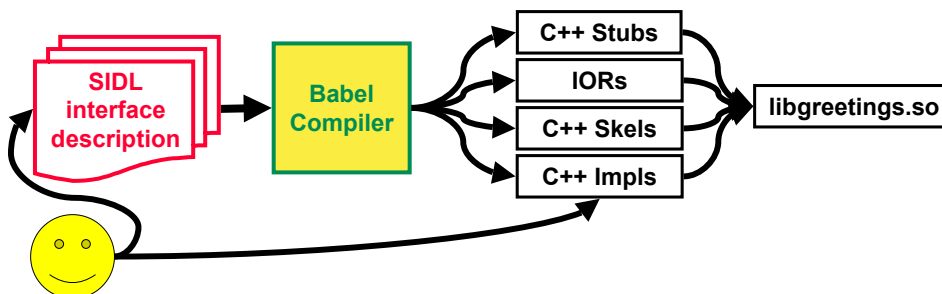 SIDL
interface
description
Babel
Compiler
C++ Stubs
IORs
C++ Skels
C++ Impls
libgreetings.so